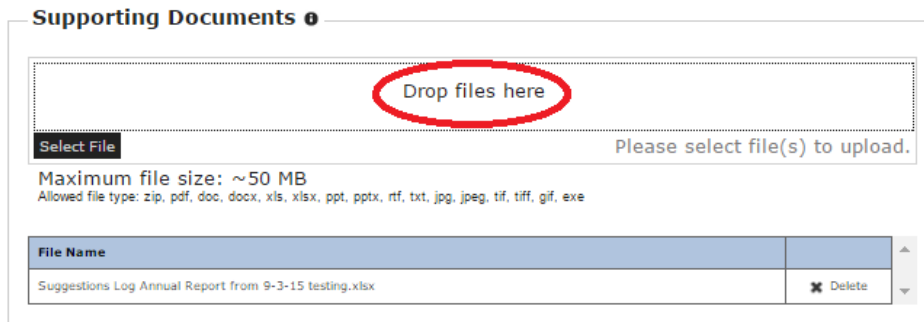 Supporting Documents
Drop files here
Select File
Please select file(s) to upload.
Maximum file size: ~50 MB
Allowed file type: zip, pdf, doc, docx, xls, xlsx, ppt, pptx, rtf, txt, jpg, jpeg, tif, tiff, gif, exe
File Name
Suggestions Log Annual Report from 9-3-15 testing.xlsx
Delete